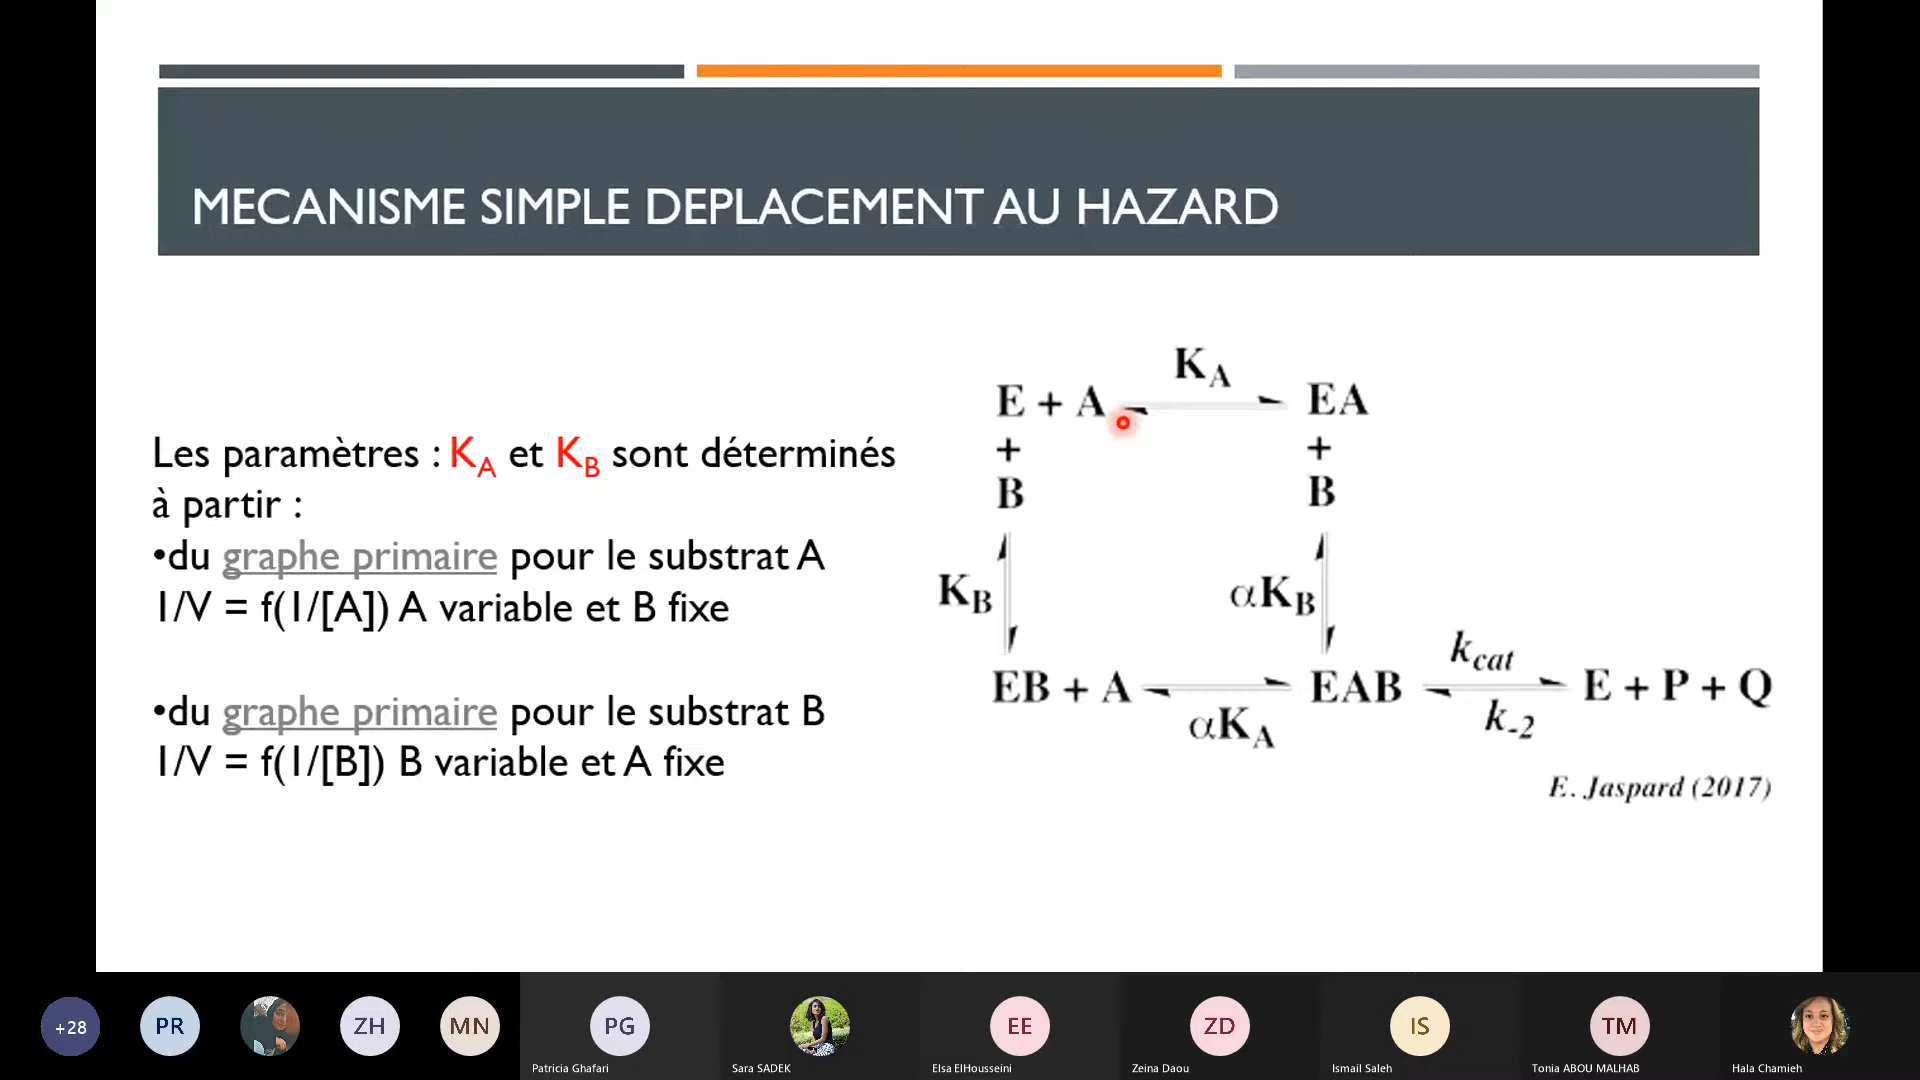 MECANISME SIMPLE DEPLACEMENT AU HAZARD
Les paramètres : K_A et K_B sont déterminés
à partir :
•du graphe primaire pour le substrat A
1/V = f(1/[A]) A variable et B fixe
•du graphe primaire pour le substrat B
1/V = f(1/[B]) B variable et A fixe
K_A
E + A EA
+ +
B B
K_B αK_B
k_cat
EB + A EAB E + P + Q
αK_A k_-2
E. Jaspard (2017)
+28 PR ZH MN PG EE ZD IS TM
Patricia Ghafari Sara SADEK Elsa ElHousseini Zeina Daou Ismail Saleh Tonia ABOU MALHAB Hala Chamieh